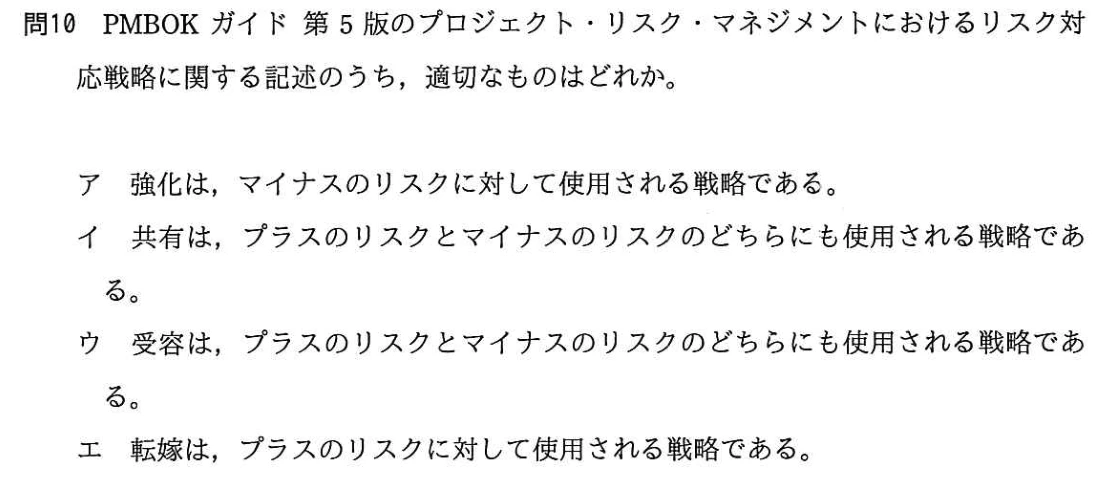 問10 PMBOK ガイド 第 5 版のプロジェクト・リスク・マネジメントにおけるリスク対
応戦略に関する記述のうち，適切なものはどれか。
ア 強化は，マイナスのリスクに対して使用される戦略である。
イ 共有は，プラスのリスクとマイナスのリスクのどちらにも使用される戦略であ
る。
ウ 受容は，プラスのリスクとマイナスのリスクのどちらにも使用される戦略であ
る。
エ 転嫁は，プラスのリスクに対して使用される戦略である。